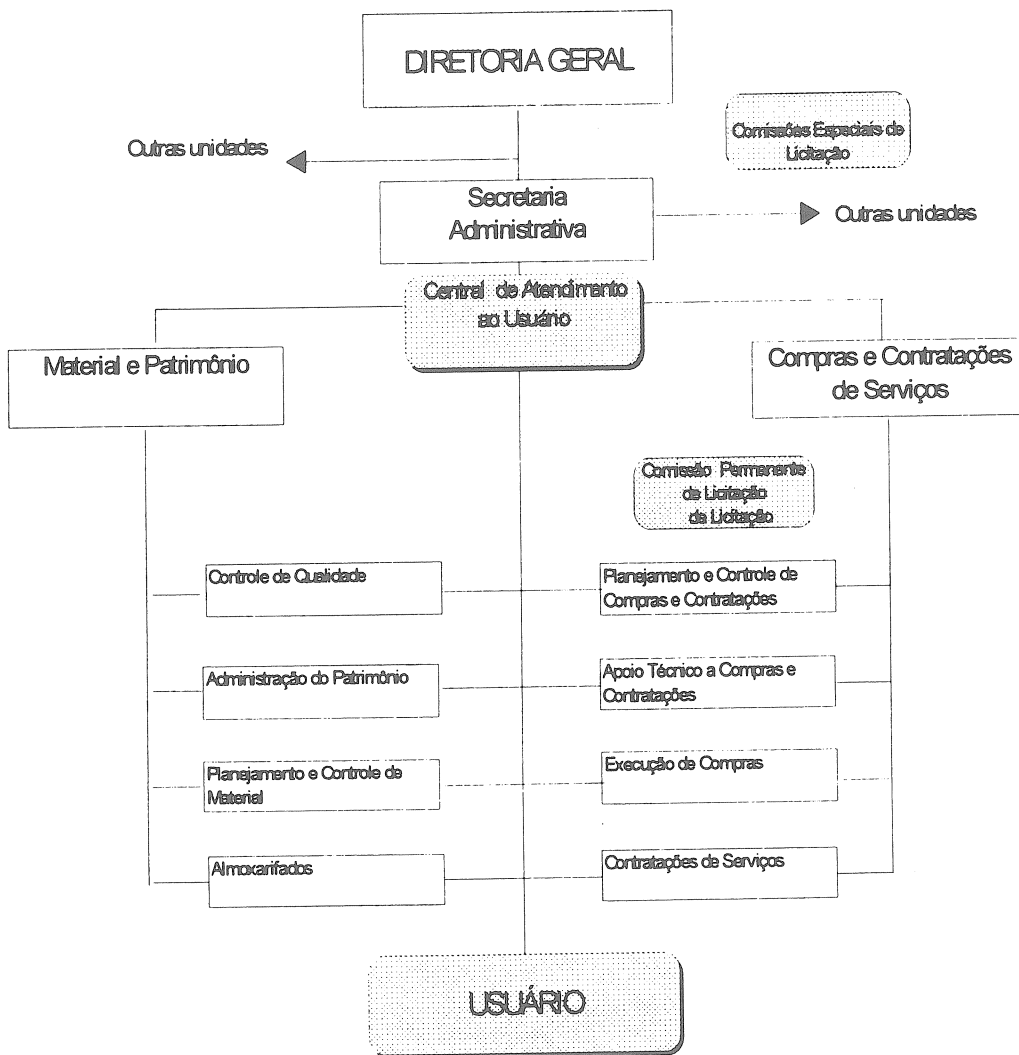 DIRETORIA GERAL
Comissões Espaciais de
Licitação
Outras unidades
Secretaria
Administrativa
Outras unidades
Central de Atendimento
ao Usuário
Material e Patrimônio
Compras e Contratações
de Serviços
Comissão Permanente
de Licitação
de Licitação
Controle de Qualidade
Planejamento e Controle de
Compras e Contratações
Administração do Patrimônio
Apoio Técnico a Compras e
Contratações
Planejamento e Controle de
Material
Execução de Compras
Almoxarifados
Contratações de Serviços
USUÁRIO